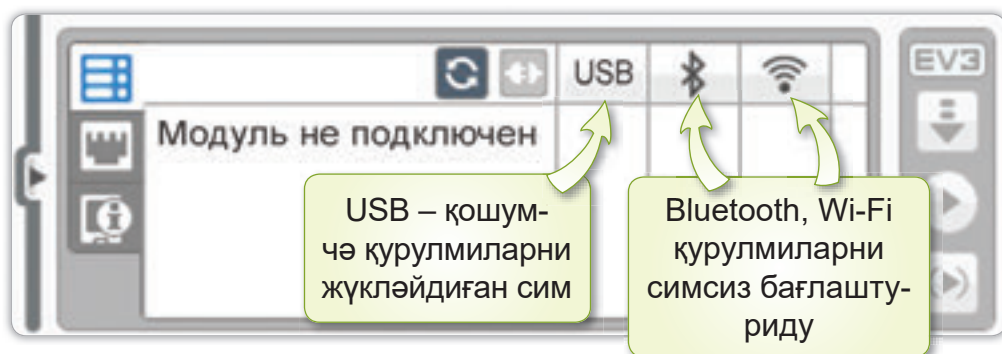 EV3
USB
Модуль не подключен
USB – қошум-
чә қурулмиларни
жүкләйдиған сим
Bluetooth, Wi-Fi
қурулмиларни
симсиз бағлашту-
риду